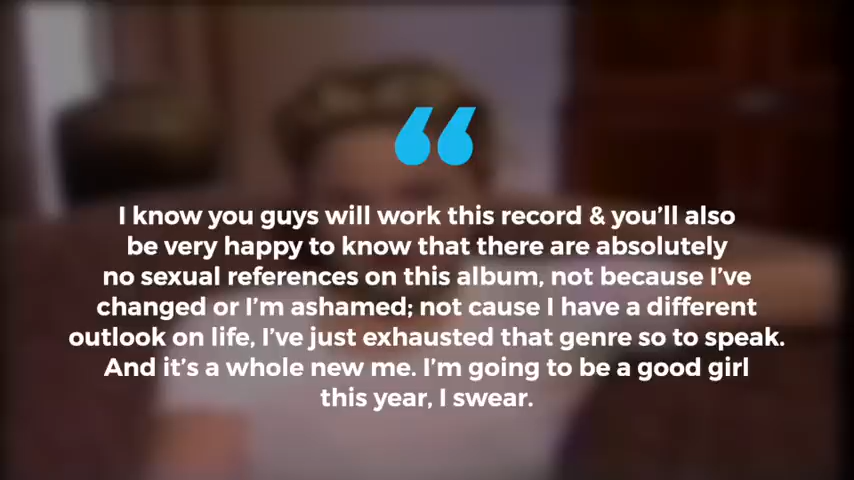 I know you guys will work this record & you’ll also
be very happy to know that there are absolutely
no sexual references on this album, not because I’ve
changed or I’m ashamed; not cause I have a different
outlook on life, I’ve just exhausted that genre so to speak.
And it’s a whole new me. I’m going to be a good girl
this year, I swear.